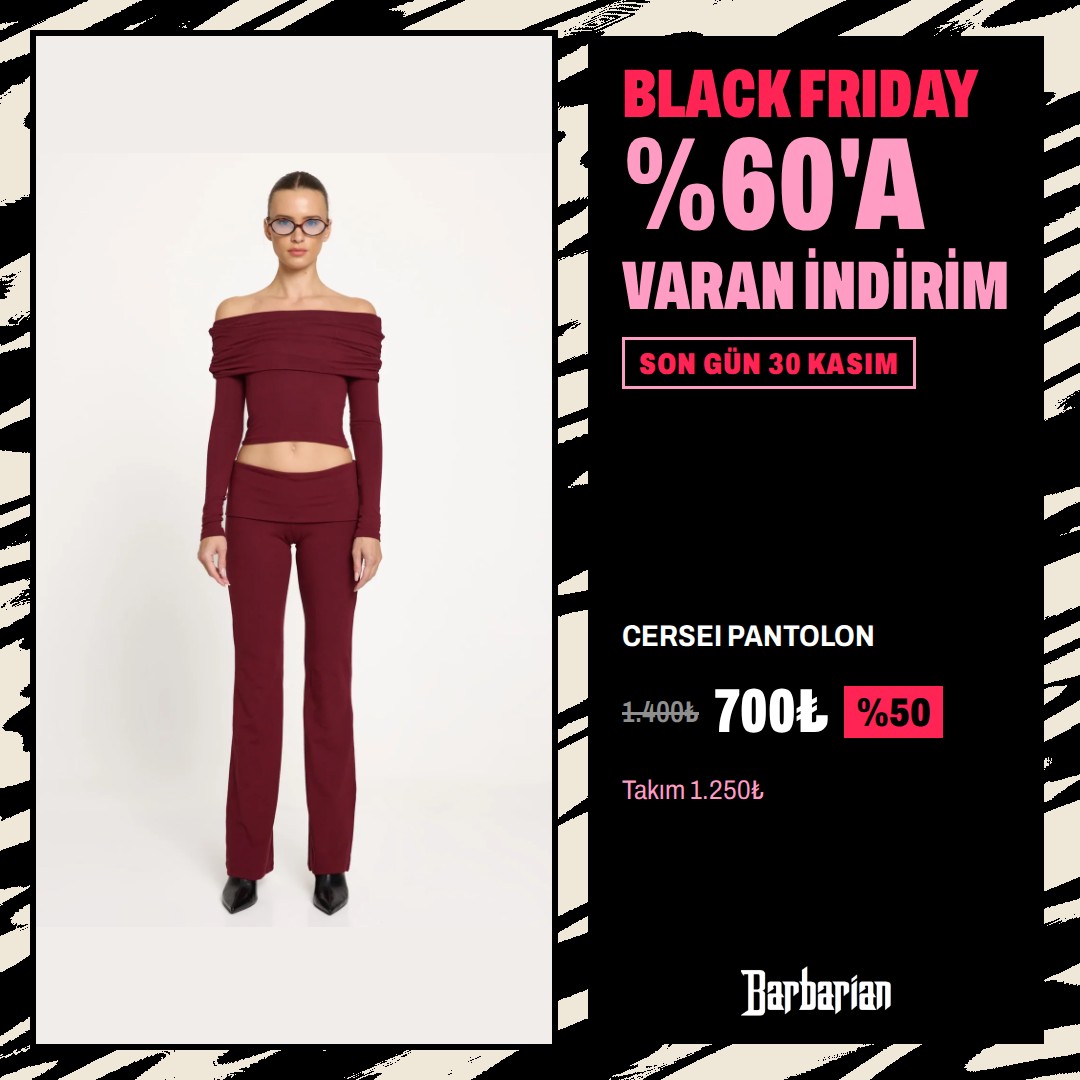 BLACK FRIDAY
%60'A
VARAN İNDİRİM
SON GÜN 30 KASIM
CERSEI PANTOLON
1.400₺ 700₺ %50
Takım 1.250₺
Barbarian